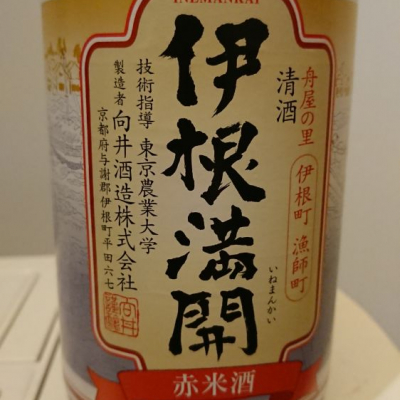 INEMANKAI
舟屋の里
伊根町 漁師町
清酒
伊根満開
いねまんかい
技術指導 東京農業大学
製造者 向井酒造株式会社
京都府与謝郡伊根町平田六七
赤米酒